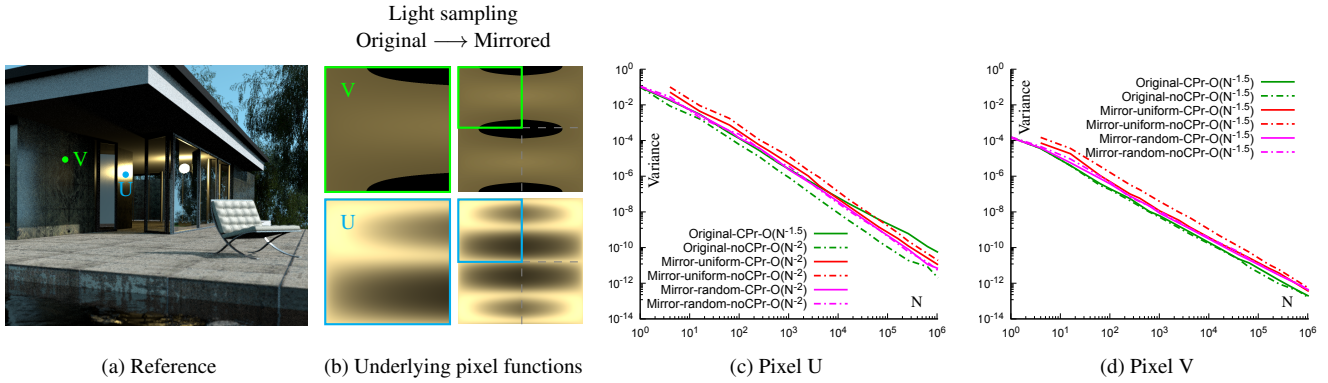 Light sampling
Original ⟶ Mirrored
V
U
V
U
10^0
10^-2
10^-4
10^-6
10^-8
10^-10
10^-12
10^-14
Variance
Original-CPr-O(N^-1.5)
Original-noCPr-O(N^-2)
Mirror-uniform-CPr-O(N^-2)
Mirror-uniform-noCPr-O(N^-2)
Mirror-random-CPr-O(N^-2)
Mirror-random-noCPr-O(N^-2)
N
10^0 10^1 10^2 10^3 10^4 10^5 10^6
10^0
10^-2
10^-4
10^-6
10^-8
10^-10
10^-12
10^-14
Variance
Original-CPr-O(N^-1.5)
Original-noCPr-O(N^-1.5)
Mirror-uniform-CPr-O(N^-1.5)
Mirror-uniform-noCPr-O(N^-1.5)
Mirror-random-CPr-O(N^-1.5)
Mirror-random-noCPr-O(N^-1.5)
N
10^0 10^1 10^2 10^3 10^4 10^5 10^6
(a) Reference
(b) Underlying pixel functions
(c) Pixel U
(d) Pixel V